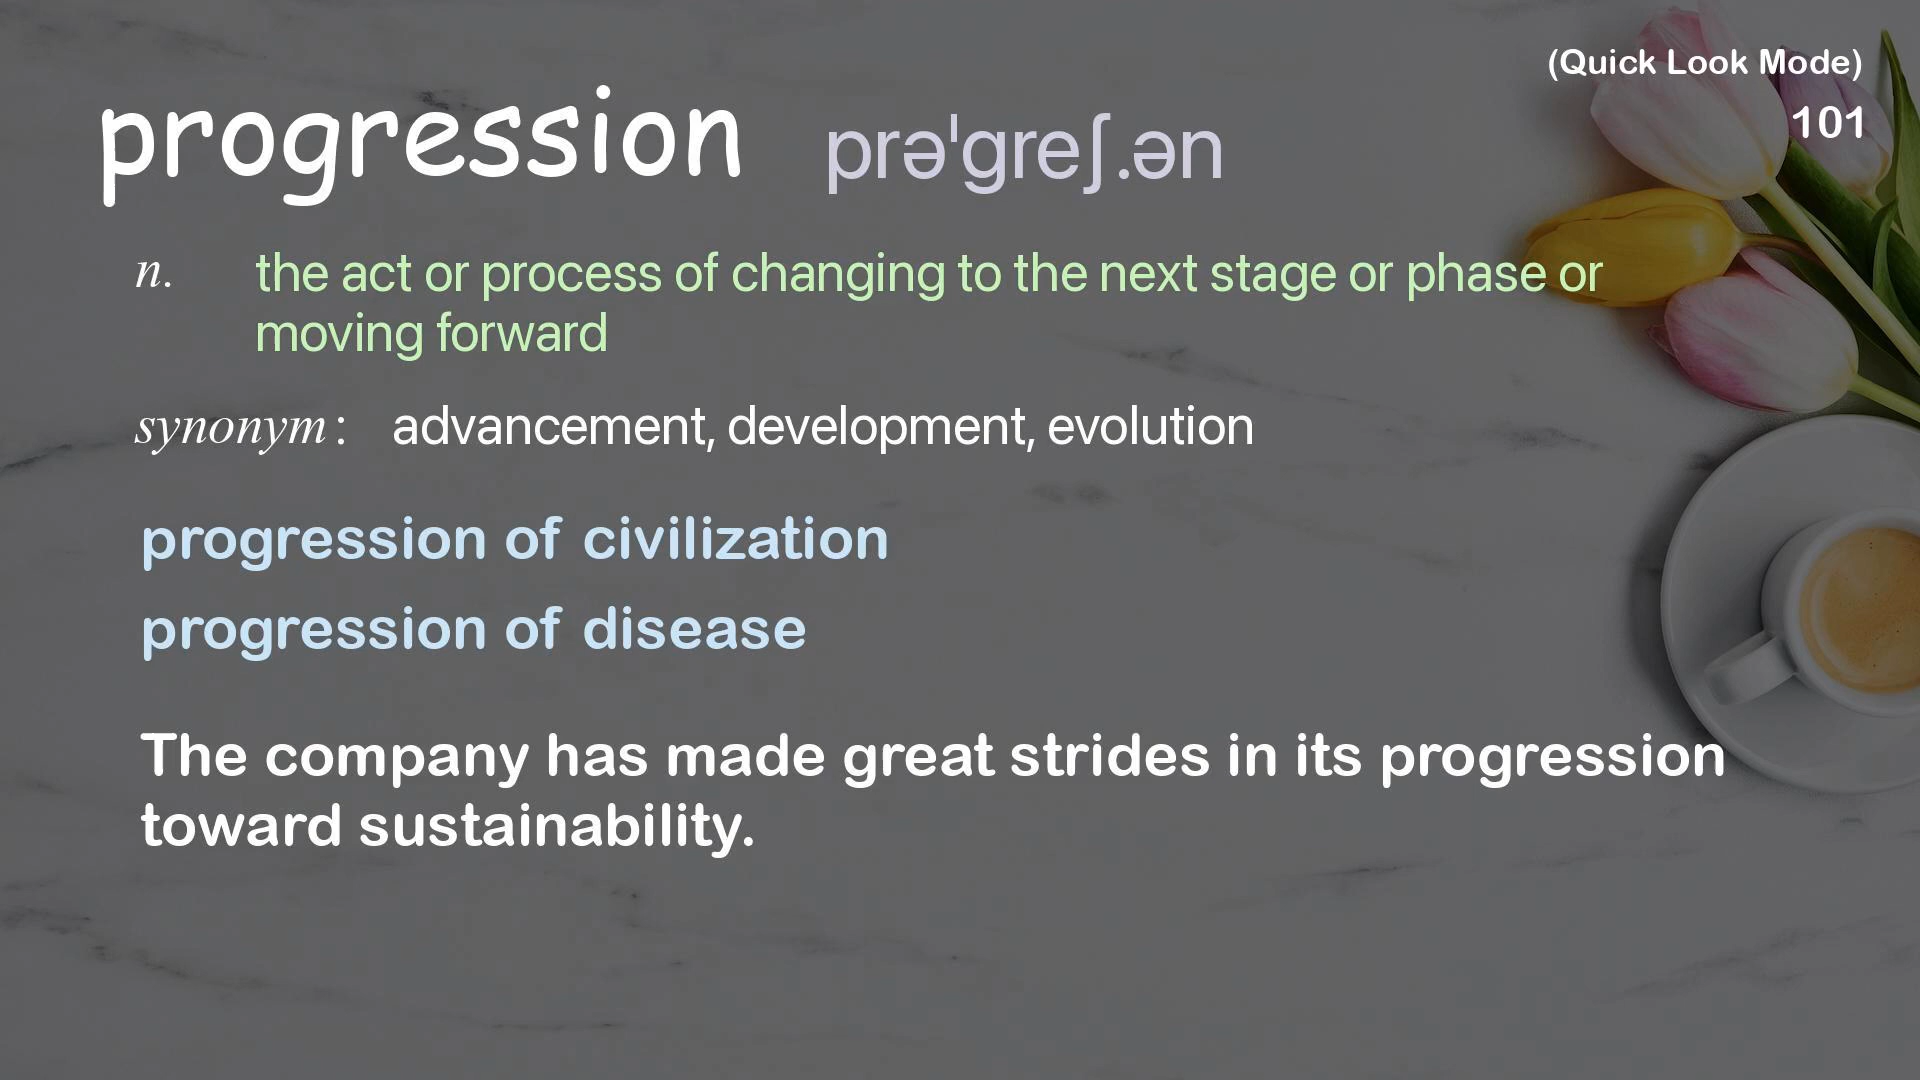 (Quick Look Mode)
101
progression prəˈɡreʃ.ən
n. the act or process of changing to the next stage or phase or
moving forward
synonym : advancement, development, evolution
progression of civilization
progression of disease
The company has made great strides in its progression
toward sustainability.